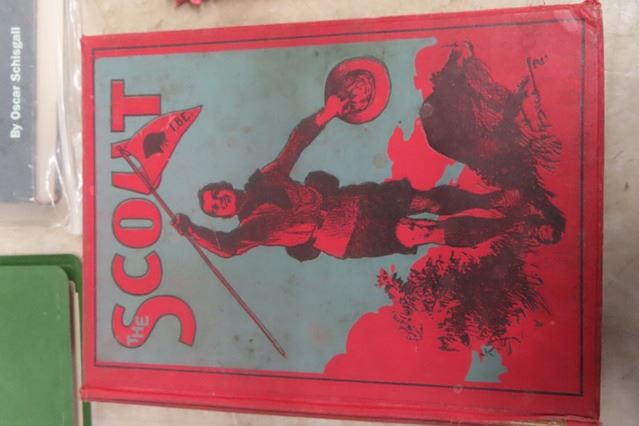 By Oscar Schisgall
THE
SCOUT
I.B.E.